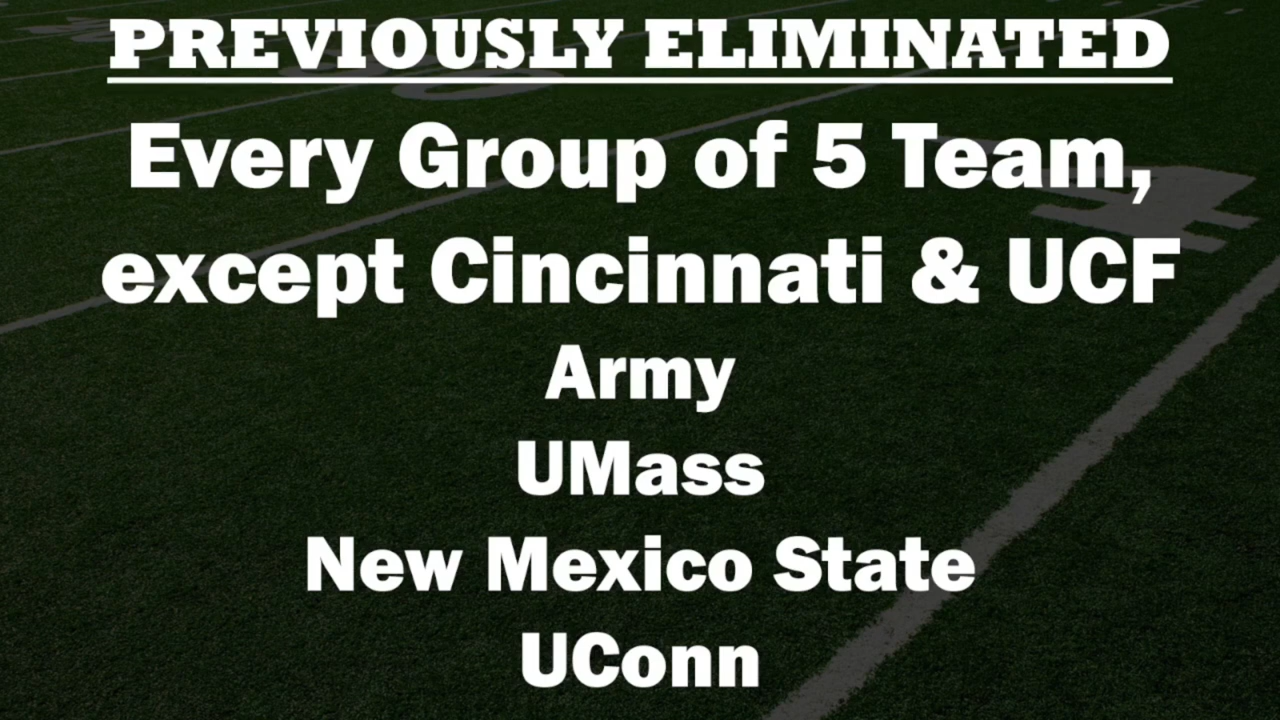 PREVIOUSLY ELIMINATED
Every Group of 5 Team,
except Cincinnati & UCF
Army
UMass
New Mexico State
UConn